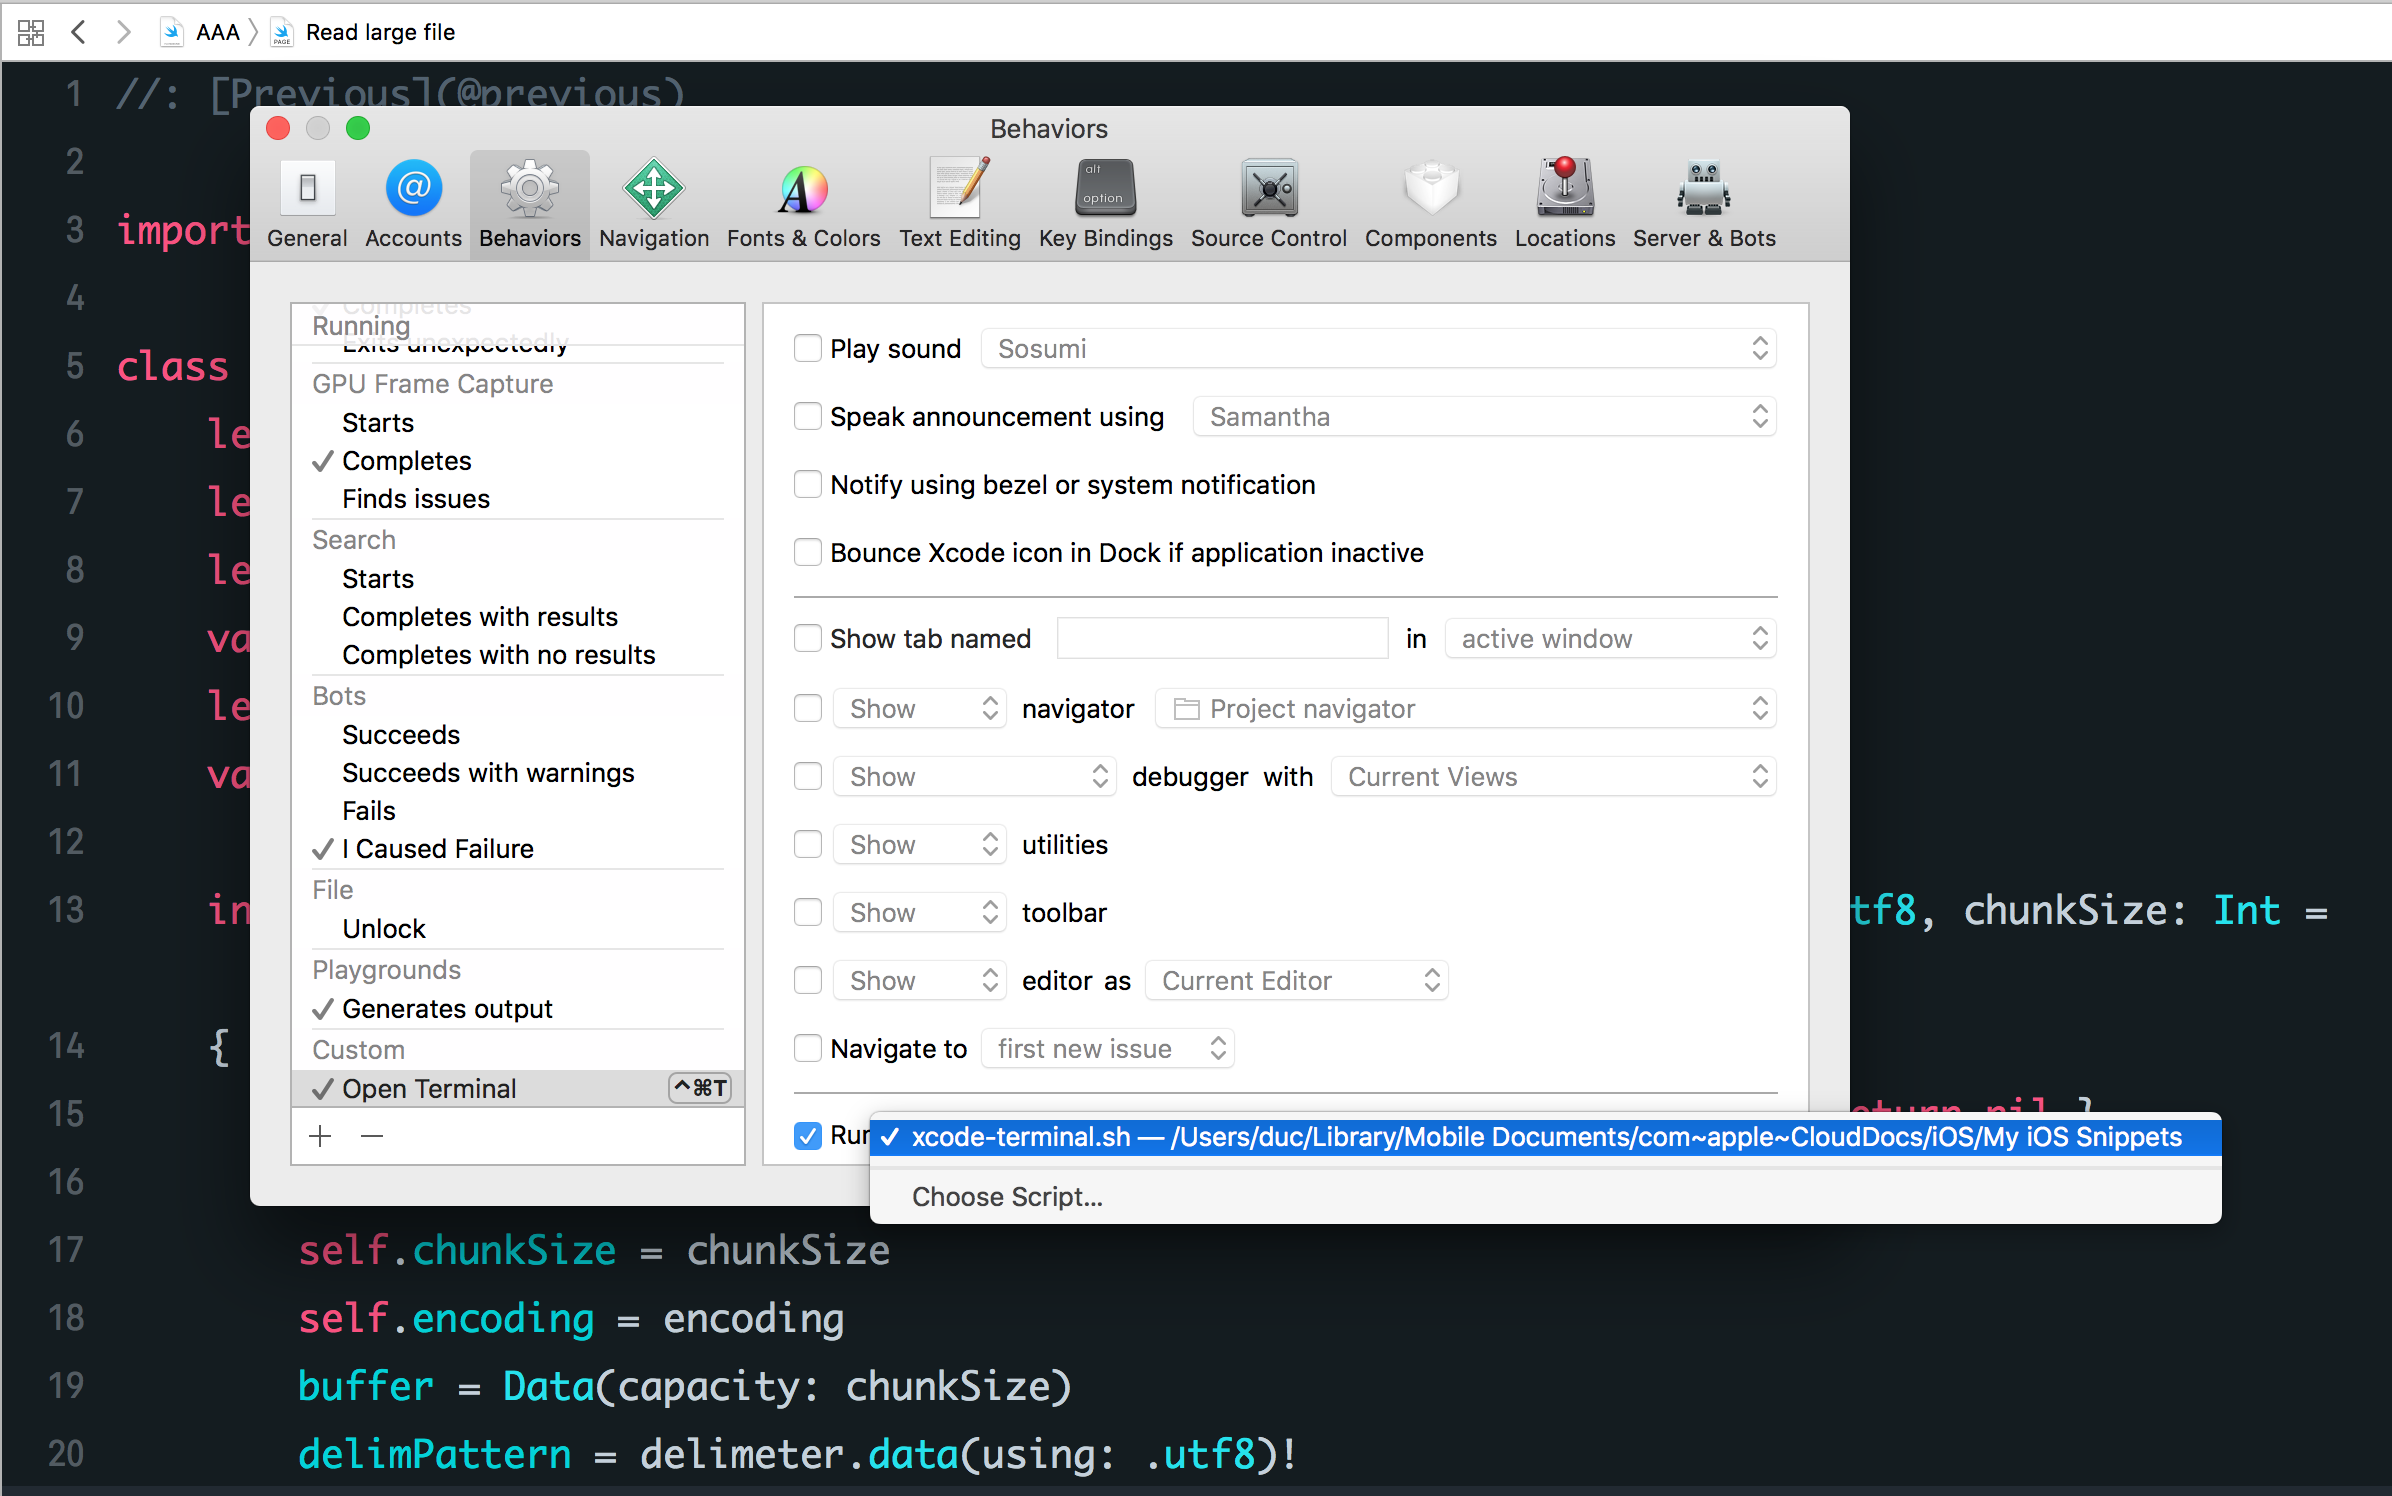 AAA
Read large file
1 //: [Previous](@previous)
Behaviors
2
alt
option
PAGE
General Accounts Behaviors Navigation Fonts & Colors Text Editing Key Bindings Source Control Components Locations Server & Bots
3 import
4
Completes
Running
Exits unexpectedly
GPU Frame Capture
Starts
✓ Completes
Finds issues
Search
Starts
Completes with results
Completes with no results
Bots
Succeeds
Succeeds with warnings
Fails
✓ I Caused Failure
File
Unlock
Playgrounds
✓ Generates output
Custom
✓ Open Terminal ^⌘T
+ −
Play sound Sosumi
Speak announcement using Samantha
Notify using bezel or system notification
Bounce Xcode icon in Dock if application inactive
Show tab named in active window
Show navigator Project navigator
Show debugger with Current Views
Show utilities
Show toolbar
Show editor as Current Editor
Navigate to first new issue
✓ Run
✓ xcode-terminal.sh — /Users/duc/Library/Mobile Documents/com~apple~CloudDocs/iOS/My iOS Snippets
Choose Script...
5 class
6 le
7 le
8 le
9 va
10 le
11 va
12
13 in tf8, chunkSize: Int =
14 {
15 eturn nil }
16
17 self.chunkSize = chunkSize
18 self.encoding = encoding
19 buffer = Data(capacity: chunkSize)
20 delimPattern = delimeter.data(using: .utf8)!